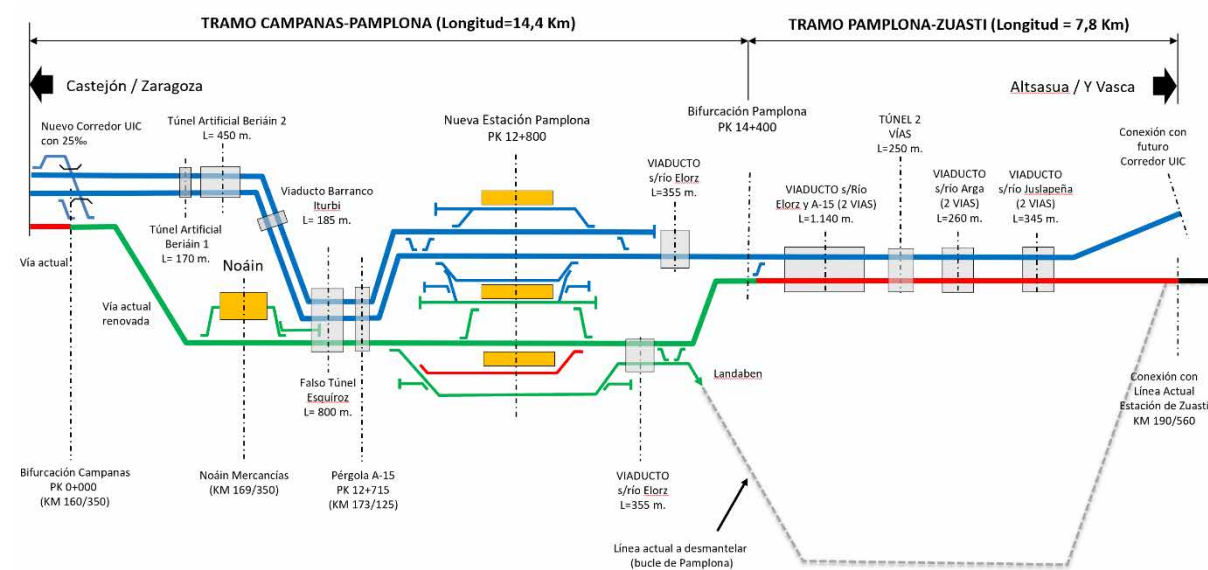 TRAMO CAMPANAS-PAMPLONA (Longitud=14,4 Km)
TRAMO PAMPLONA-ZUASTI (Longitud = 7,8 Km)
Castejón / Zaragoza
Altsasua / Y Vasca
Nuevo Corredor UIC
con 25‰
Túnel Artificial Beriáin 2
L= 450 m.
Nueva Estación Pamplona
PK 12+800
Bifurcación Pamplona
PK 14+400
TÚNEL 2
VÍAS
L=250 m.
Conexión con
futuro
Corredor UIC
Viaducto Barranco
Iturbi
L= 185 m.
VIADUCTO
s/río Elorz
L=355 m.
VIADUCTO s/Río
Elorz y A-15 (2 VIAS)
L=1.140 m.
VIADUCTO
s/río Arga
(2 VIAS)
L=260 m.
VIADUCTO
s/río Juslapeña
(2 VIAS)
L=345 m.
Túnel Artificial
Beriáin 1
L= 170 m.
Vía actual
Noáin
Vía actual
renovada
Falso Túnel
Esquíroz
L= 800 m.
Landaben
Conexión con
Línea Actual
Estación de Zuasti
KM 190/560
Bifurcación Campanas
PK 0+000
(KM 160/350)
Noáin Mercancías
(KM 169/350)
Pérgola A-15
PK 12+715
(KM 173/125)
VIADUCTO
s/río Elorz
L=355 m.
Línea actual a desmantelar
(bucle de Pamplona)